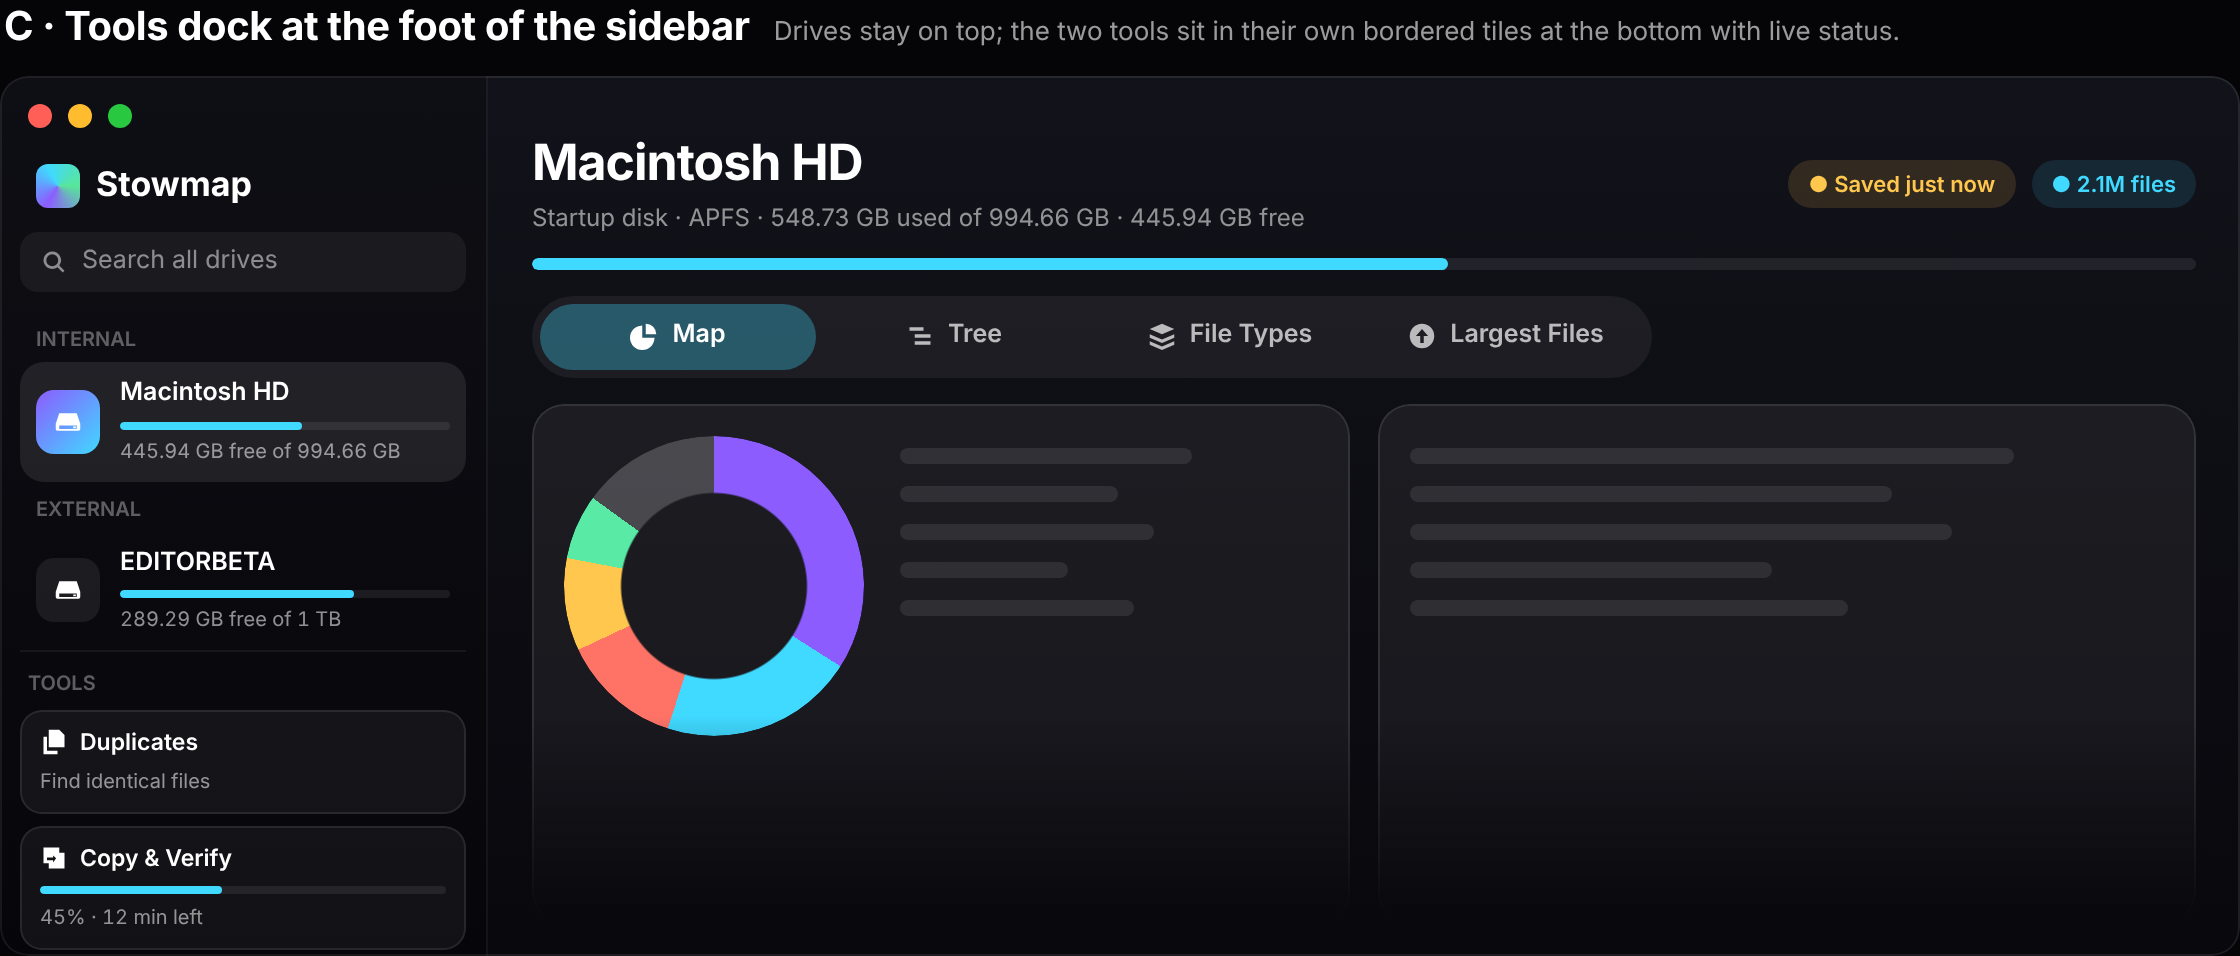 C · Tools dock at the foot of the sidebar Drives stay on top; the two tools sit in their own bordered tiles at the bottom with live status.
Stowmap
Search all drives
INTERNAL
Macintosh HD
445.94 GB free of 994.66 GB
EXTERNAL
EDITORBETA
289.29 GB free of 1 TB
TOOLS
Duplicates
Find identical files
Copy & Verify
45% · 12 min left
Macintosh HD
Startup disk · APFS · 548.73 GB used of 994.66 GB · 445.94 GB free
Saved just now
2.1M files
Map
Tree
File Types
Largest Files